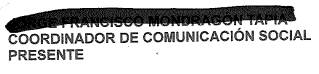 FRANCISCO MONDRAGON TAPIA
COORDINADOR DE COMUNICACIÓN SOCIAL
PRESENTE